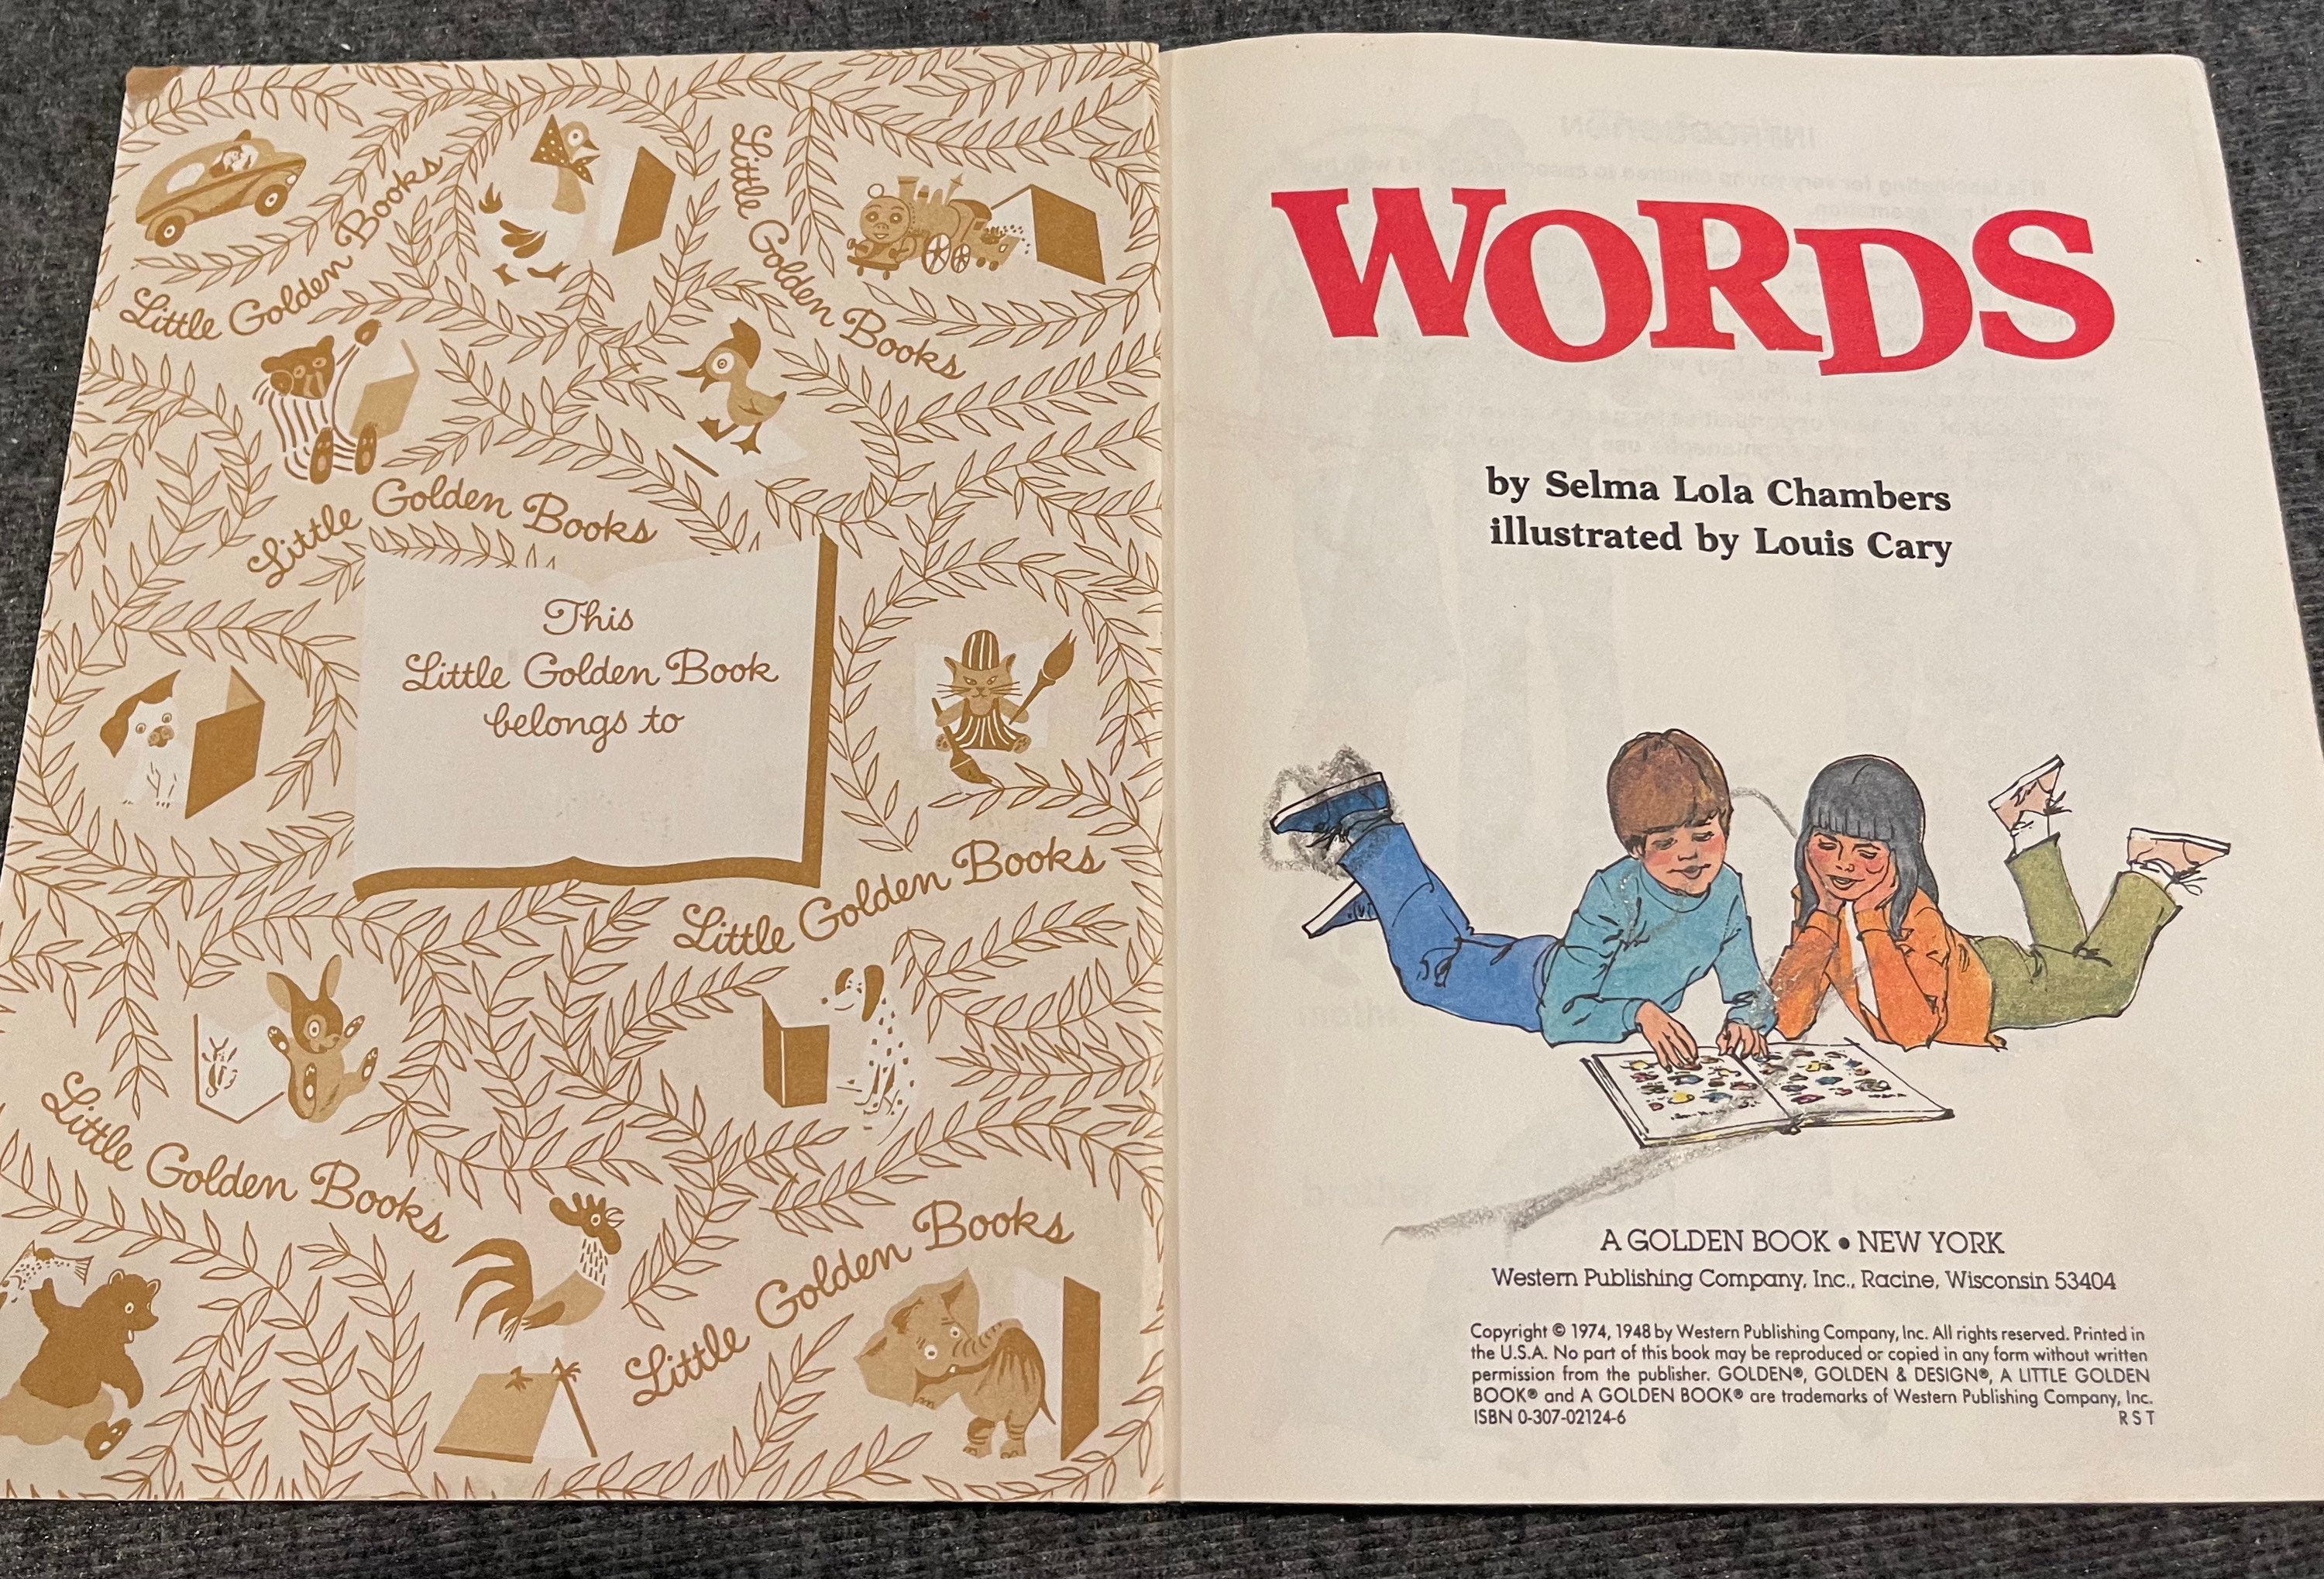 Little Golden Books
Little Golden Books
Little Golden Books
This
Little Golden Book
belongs to
Little Golden Books
Little Golden Books
Little Golden Books
WORDS
by Selma Lola Chambers
illustrated by Louis Cary
A GOLDEN BOOK • NEW YORK
Western Publishing Company, Inc., Racine, Wisconsin 53404
Copyright © 1974, 1948 by Western Publishing Company, Inc. All rights reserved. Printed in
the U.S.A. No part of this book may be reproduced or copied in any form without written
permission from the publisher. GOLDEN®, GOLDEN & DESIGN®, A LITTLE GOLDEN
BOOK® and A GOLDEN BOOK® are trademarks of Western Publishing Company, Inc.
ISBN 0-307-02124-6 R S T